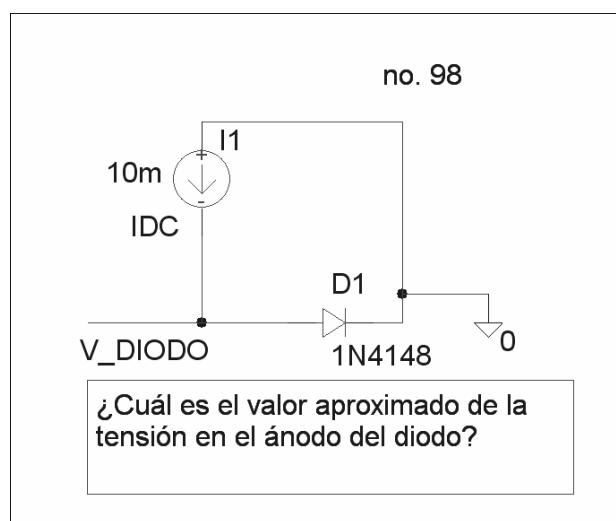 no. 98
I1
+
10m
-
IDC
D1
V_DIODO
1N4148
0
¿Cuál es el valor aproximado de la
tensión en el ánodo del diodo?